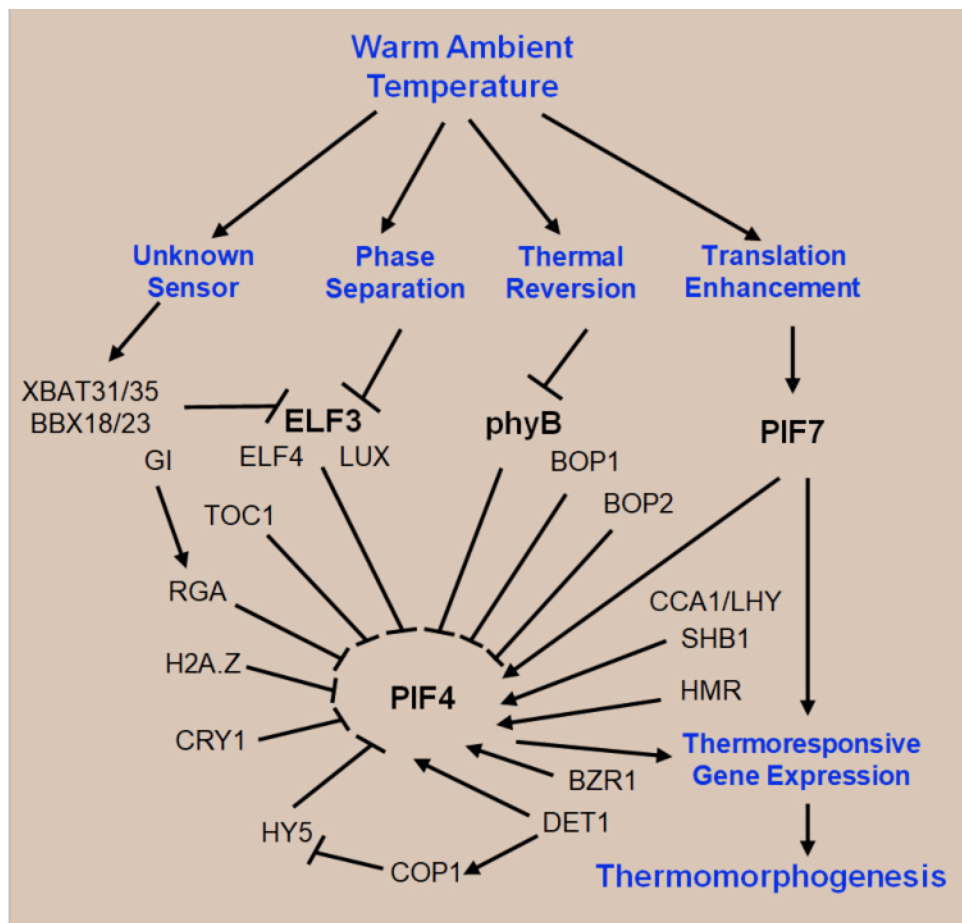 Warm Ambient
Temperature
Unknown
Sensor
Phase
Separation
Thermal
Reversion
Translation
Enhancement
XBAT31/35
BBX18/23
ELF3
ELF4 LUX
phyB
PIF7
GI
BOP1
BOP2
TOC1
RGA
CCA1/LHY
SHB1
H2A.Z
PIF4
HMR
CRY1
Thermoresponsive
Gene Expression
BZR1
HY5
DET1
COP1
Thermomorphogenesis